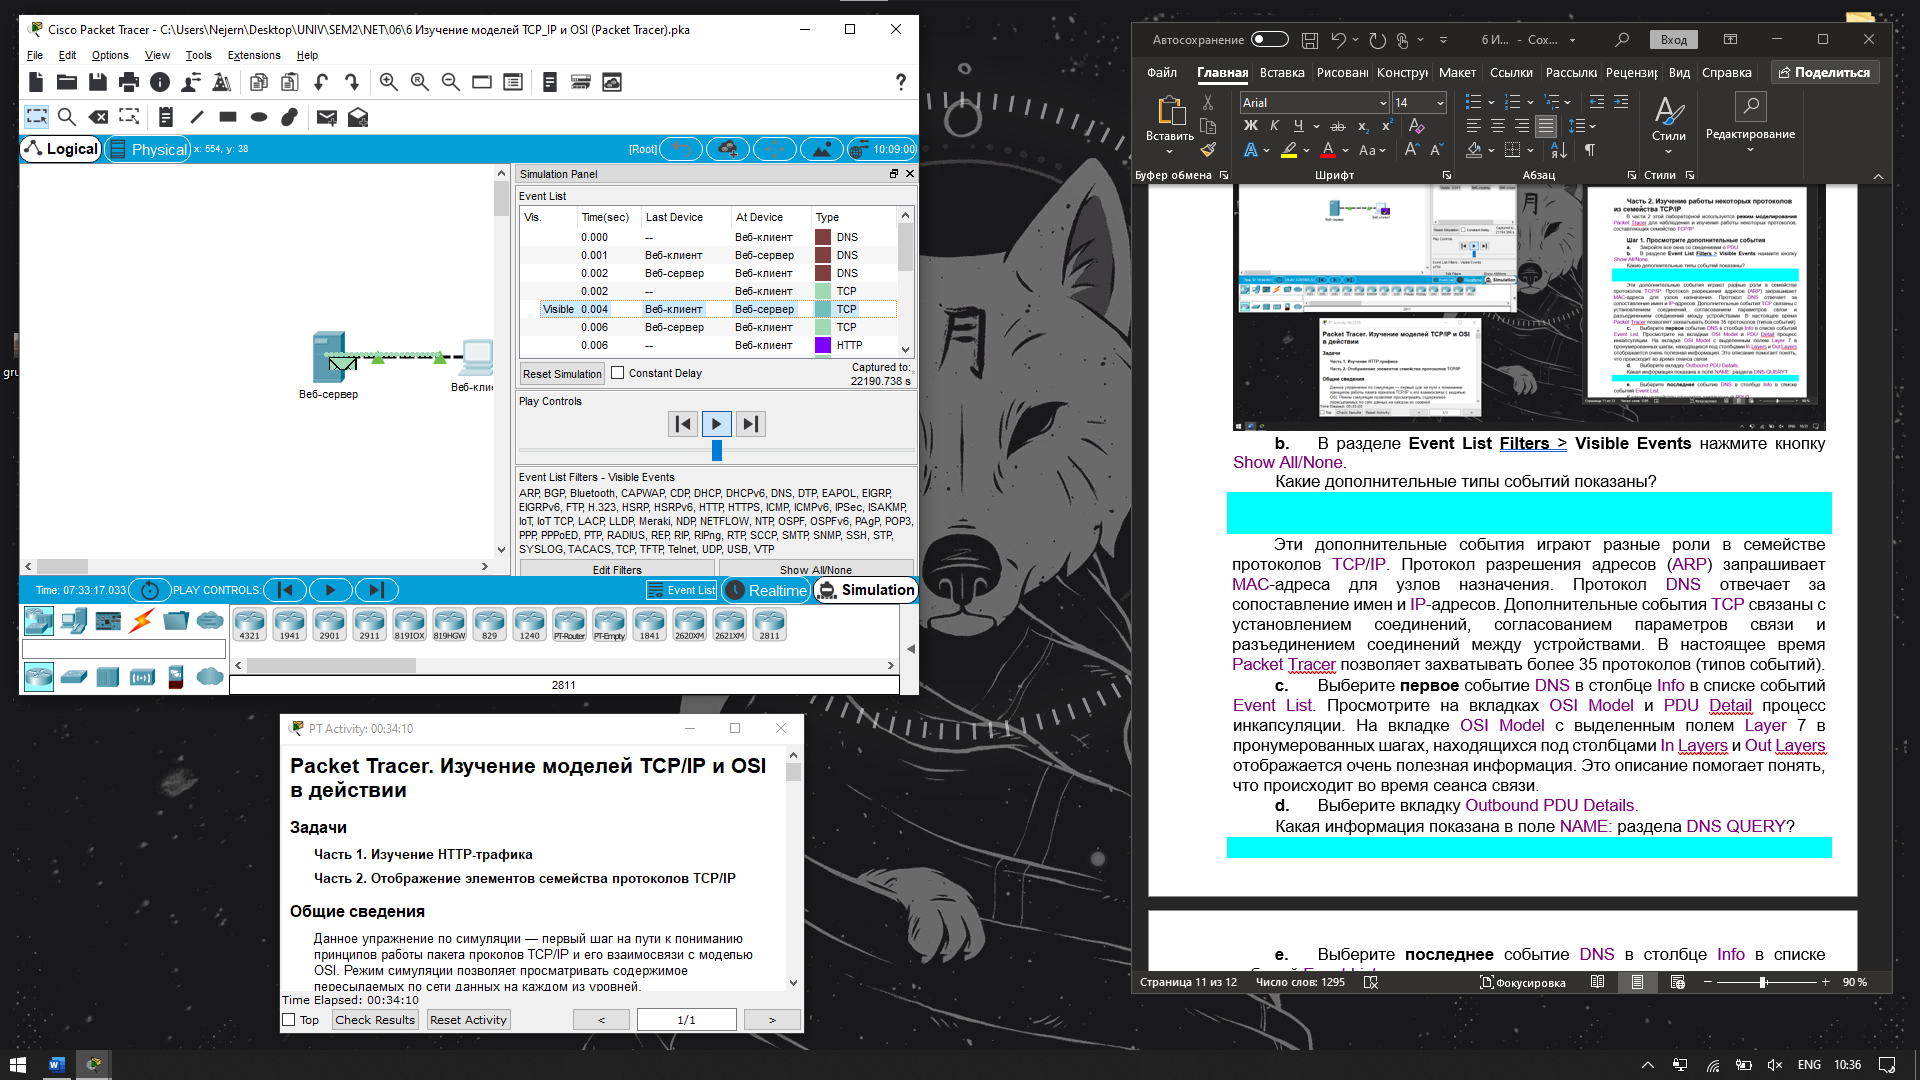 Cisco Packet Tracer - C:\Users\Nejern\Desktop\UNIV\SEM2\NET\06\6 Изучение моделей TCP_IP и OSI (Packet Tracer).pka
File Edit Options View Tools Extensions Help
Logical Physical x: 554, y: 38 [Root] 10:09:00
Веб-сервер
Веб-кли
Simulation Panel
Event List
Vis. Time(sec) Last Device At Device Type
0.000 -- Веб-клиент DNS
0.001 Веб-клиент Веб-сервер DNS
0.002 Веб-сервер Веб-клиент DNS
0.002 -- Веб-клиент TCP
Visible 0.004 Веб-клиент Веб-сервер TCP
0.006 Веб-сервер Веб-клиент TCP
0.006 -- Веб-клиент HTTP
Reset Simulation Constant Delay Captured to:
22190.738 s
Play Controls
Event List Filters - Visible Events
ARP, BGP, Bluetooth, CAPWAP, CDP, DHCP, DHCPv6, DNS, DTP, EAPOL, EIGRP,
EIGRPv6, FTP, H.323, HSRP, HSRPv6, HTTP, HTTPS, ICMP, ICMPv6, IPSec, ISAKMP,
IoT, IoT TCP, LACP, LLDP, Meraki, NDP, NETFLOW, NTP, OSPF, OSPFv6, PAgP, POP3,
PPP, PPPoED, PTP, RADIUS, REP, RIP, RIPng, RTP, SCCP, SMTP, SNMP, SSH, STP,
SYSLOG, TACACS, TCP, TFTP, Telnet, UDP, USB, VTP
Edit Filters Show All/None
Time: 07:33:17.033 PLAY CONTROLS: Event List Realtime Simulation
4321 1941 2901 2911 819IOX 819HGW 829 1240 PT-Router PT-Empty 1841 2620XM 2621XM 2811
2811
PT Activity: 00:34:10
Packet Tracer. Изучение моделей TCP/IP и OSI
в действии
Задачи
Часть 1. Изучение HTTP-трафика
Часть 2. Отображение элементов семейства протоколов TCP/IP
Общие сведения
Данное упражнение по симуляции — первый шаг на пути к пониманию
принципов работы пакета проколов TCP/IP и его взаимосвязи с моделью
OSI. Режим симуляции позволяет просматривать содержимое
пересылаемых по сети данных на каждом из уровней.
Time Elapsed: 00:34:10
Top Check Results Reset Activity < 1/1 >
Автосохранение 6 И... - Сох... Вход
Файл Главная Вставка Рисован Конструк Макет Ссылки Рассылки Рецензир Вид Справка Поделиться
Вставить Arial 14 Стили Редактирование
Буфер обмена Шрифт Абзац Стили
Часть 2. Изучение работы некоторых протоколов
из семейства TCP/IP
Шаг 1. Просмотрите дополнительные события
b. В разделе Event List Filters > Visible Events нажмите кнопку
Show All/None.
Какие дополнительные типы событий показаны?
Эти дополнительные события играют разные роли в семействе
протоколов TCP/IP. Протокол разрешения адресов (ARP) запрашивает
MAC-адреса для узлов назначения. Протокол DNS отвечает за
сопоставление имен и IP-адресов. Дополнительные события TCP связаны с
установлением соединений, согласованием параметров связи и
разъединением соединений между устройствами. В настоящее время
Packet Tracer позволяет захватывать более 35 протоколов (типов событий).
c. Выберите первое событие DNS в столбце Info в списке событий
Event List. Просмотрите на вкладках OSI Model и PDU Detail процесс
инкапсуляции. На вкладке OSI Model с выделенным полем Layer 7 в
пронумерованных шагах, находящихся под столбцами In Layers и Out Layers
отображается очень полезная информация. Это описание помогает понять,
что происходит во время сеанса связи.
d. Выберите вкладку Outbound PDU Details.
Какая информация показана в поле NAME: раздела DNS QUERY?
e. Выберите последнее событие DNS в столбце Info в списке
Страница 11 из 12 Число слов: 1295 Фокусировка 90 %
gru
ENG 10:36